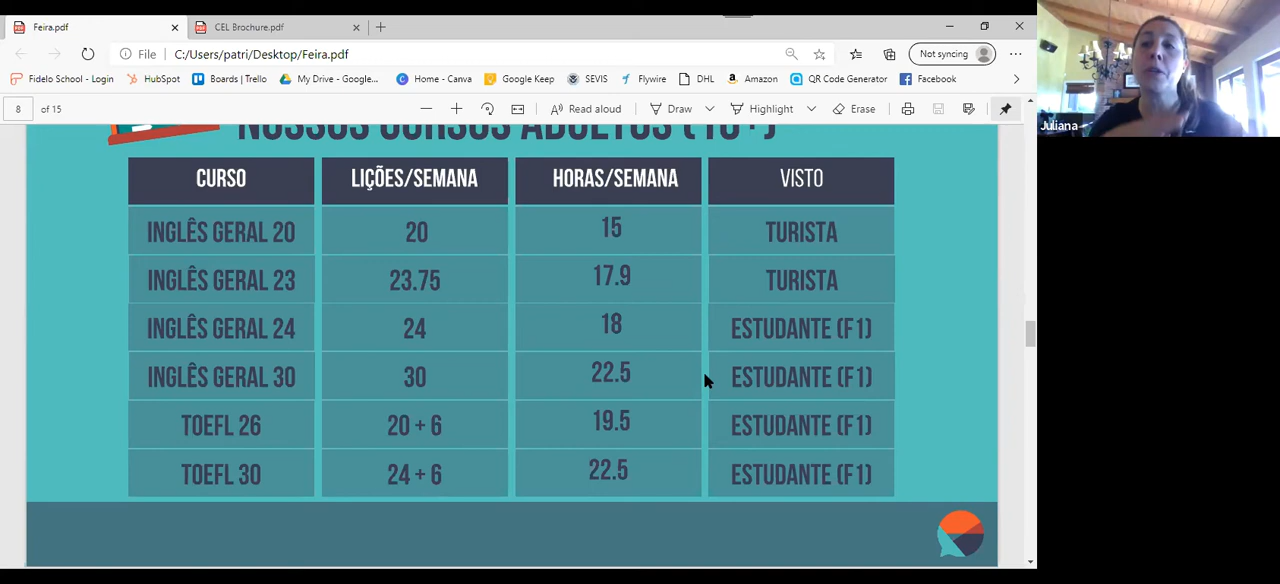 Feira.pdf
CEL Brochure.pdf
File
C:/Users/patri/Desktop/Feira.pdf
Not syncing
Fidelo School - Login
HubSpot
Boards | Trello
My Drive - Google...
Home - Canva
Google Keep
SEVIS
Flywire
DHL
Amazon
QR Code Generator
Facebook
8 of 15
Read aloud
Draw
Highlight
Erase
Juliana
NOSSOS CURSOS ADULTOS (16+)
CURSO LIÇÕES/SEMANA HORAS/SEMANA VISTO
INGLÊS GERAL 20 20 15 TURISTA
INGLÊS GERAL 23 23.75 17.9 TURISTA
INGLÊS GERAL 24 24 18 ESTUDANTE (F1)
INGLÊS GERAL 30 30 22.5 ESTUDANTE (F1)
TOEFL 26 20 + 6 19.5 ESTUDANTE (F1)
TOEFL 30 24 + 6 22.5 ESTUDANTE (F1)